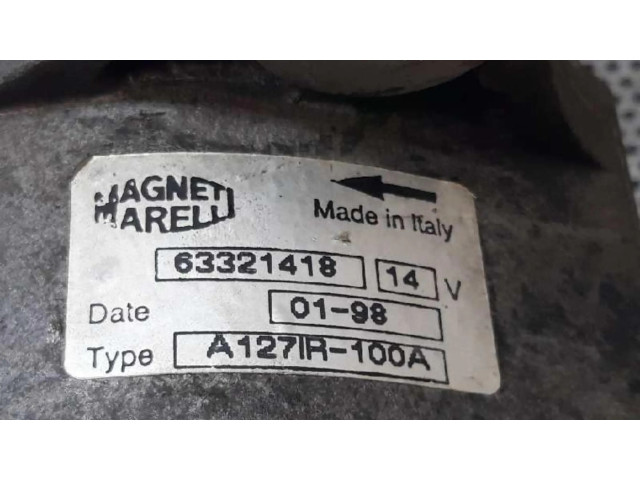 MAGNETI
MARELLI
Made in Italy
63321418 14 V
Date 01-98
Type A127IR-100A